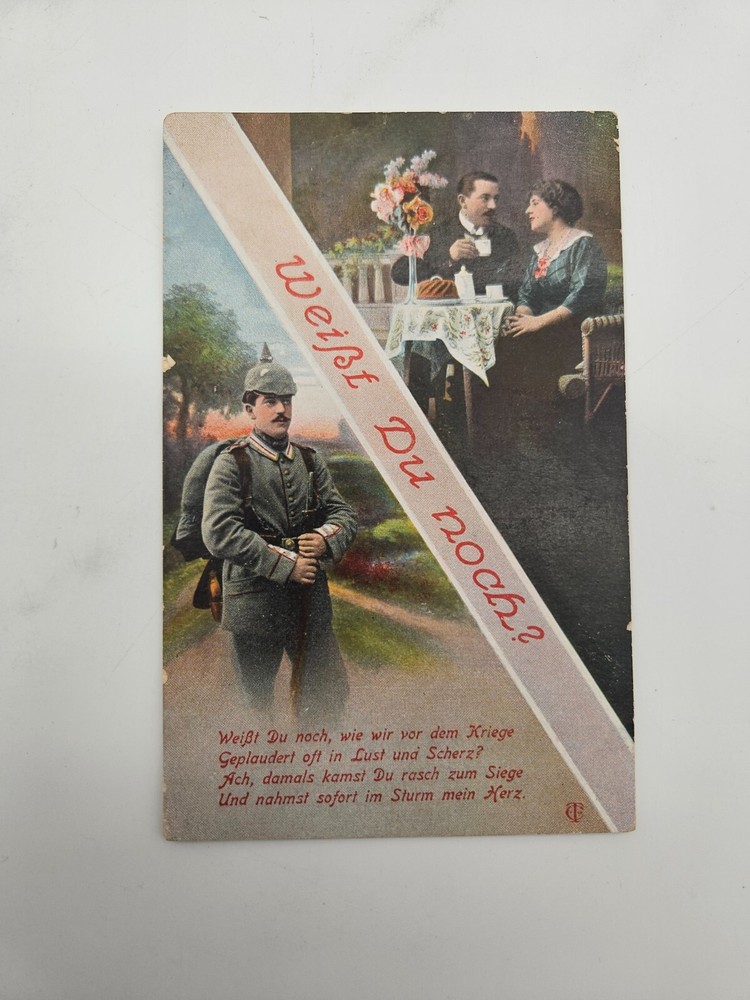 Weißt Du noch?
Weißt Du noch, wie wir vor dem Kriege
Geplaudert oft in Lust und Scherz?
Ach, damals kamst Du rasch zum Siege
Und nahmst sofort im Sturm mein Herz.